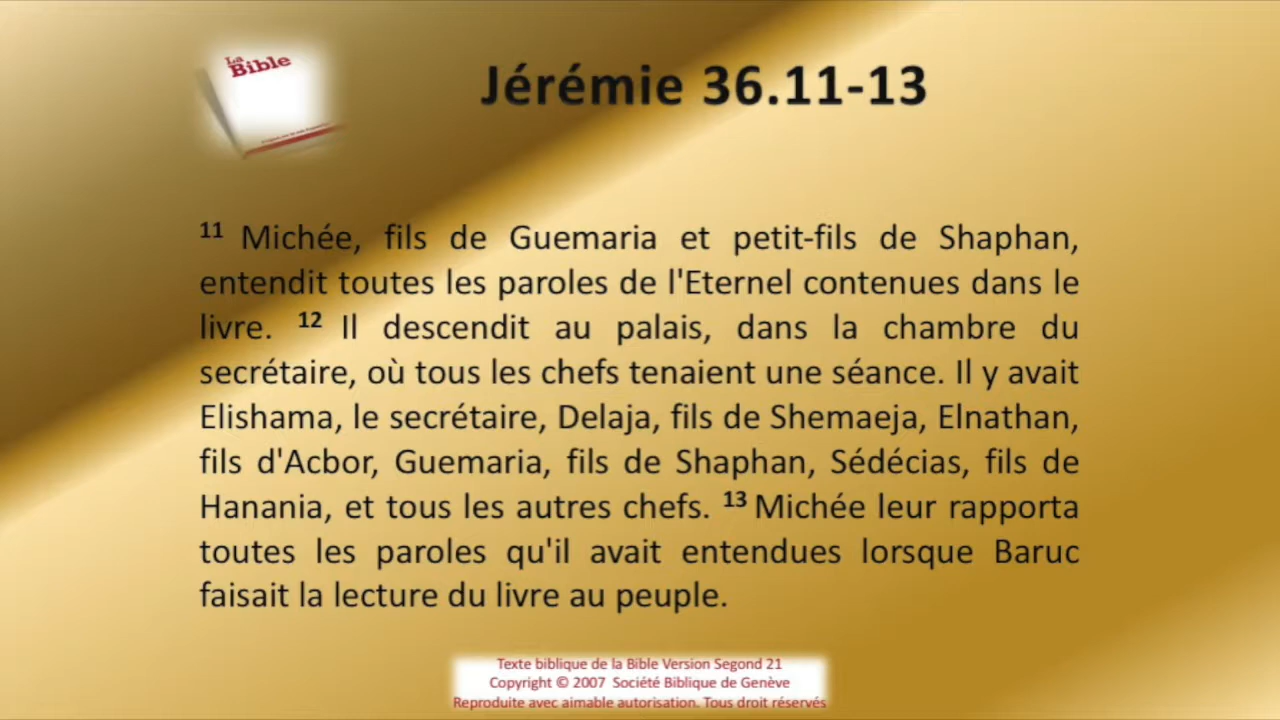 La
Bible
Jérémie 36.11-13
11 Michée, fils de Guemaria et petit-fils de Shaphan,
entendit toutes les paroles de l'Eternel contenues dans le
livre. 12 Il descendit au palais, dans la chambre du
secrétaire, où tous les chefs tenaient une séance. Il y avait
Elishama, le secrétaire, Delaja, fils de Shemaeja, Elnathan,
fils d'Acbor, Guemaria, fils de Shaphan, Sédécias, fils de
Hanania, et tous les autres chefs. 13 Michée leur rapporta
toutes les paroles qu'il avait entendues lorsque Baruc
faisait la lecture du livre au peuple.
Texte biblique de la Bible Version Segond 21
Copyright © 2007 Société Biblique de Genève
Reproduite avec aimable autorisation. Tous droit réservés